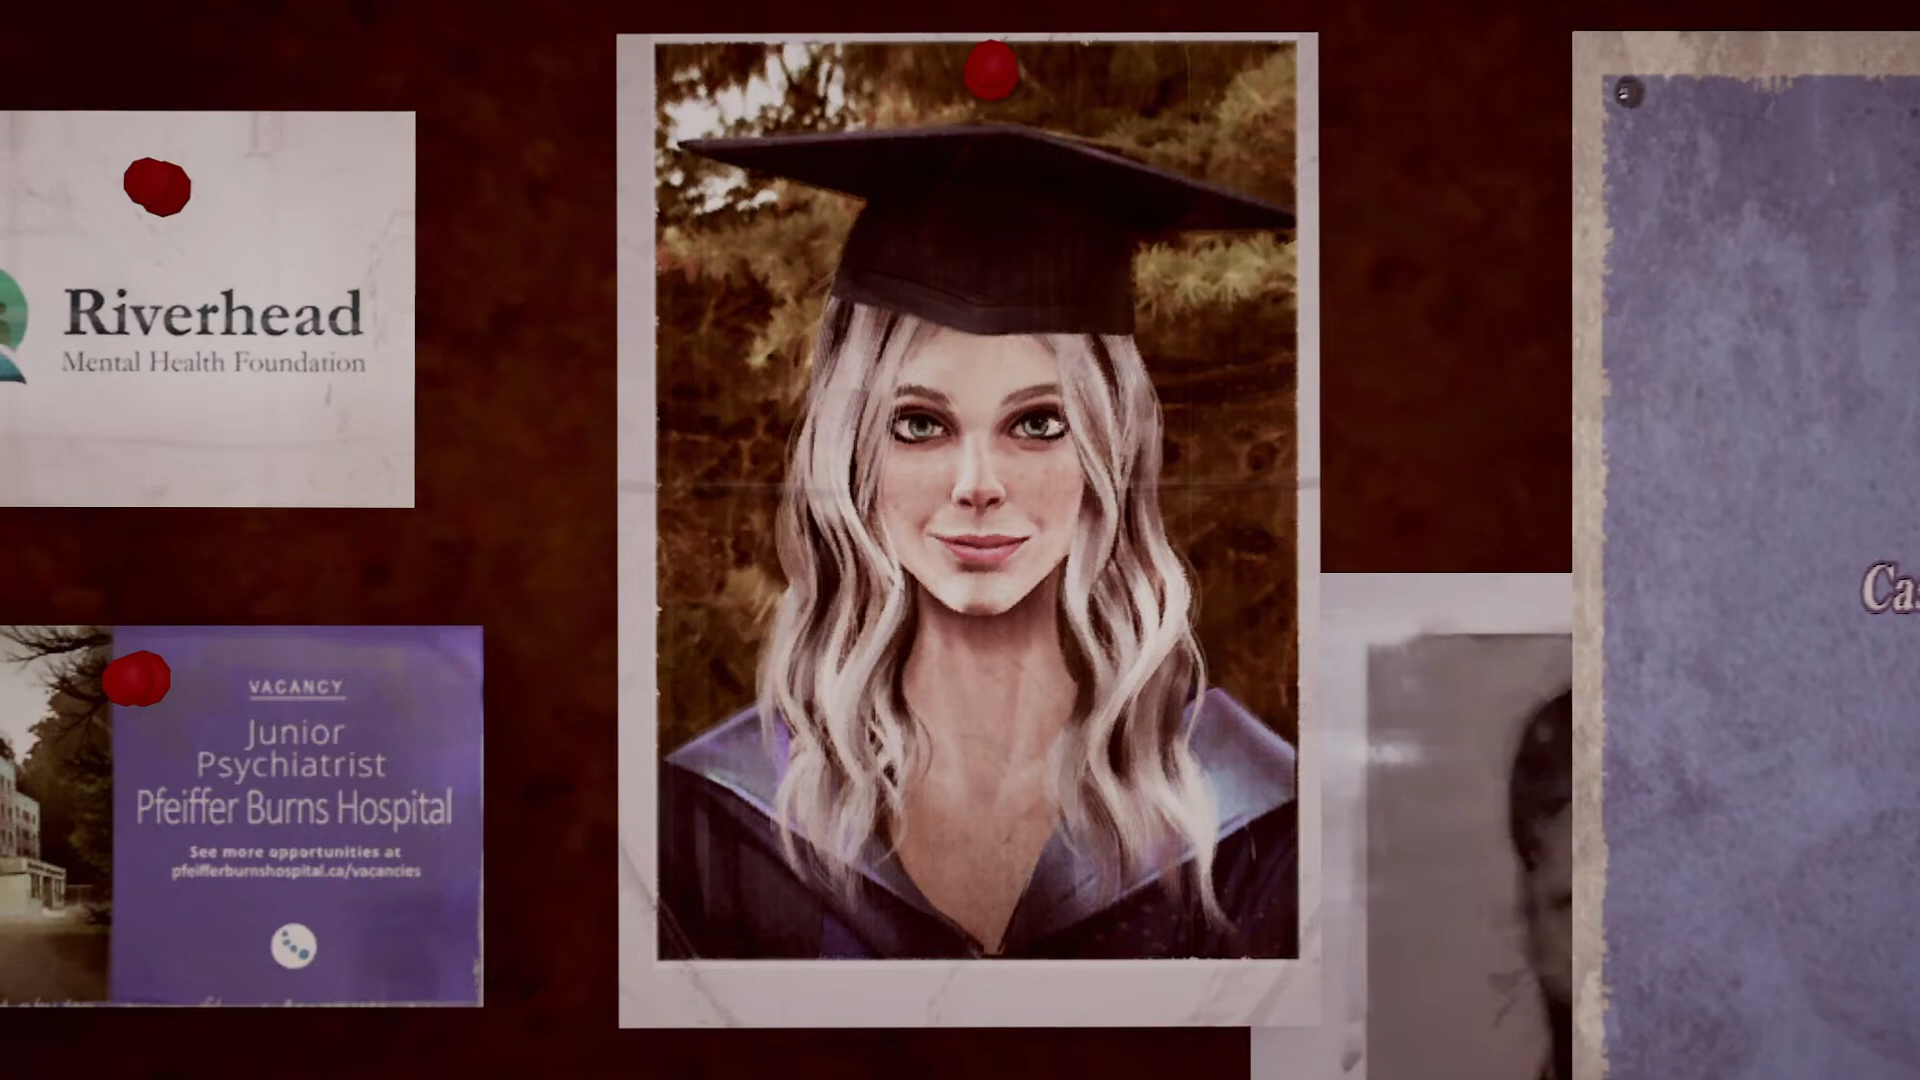 Riverhead
Mental Health Foundation
VACANCY
Junior
Psychiatrist
Pfeiffer Burns Hospital
See more opportunities at
pfeifferburnshospital.ca/vacancies